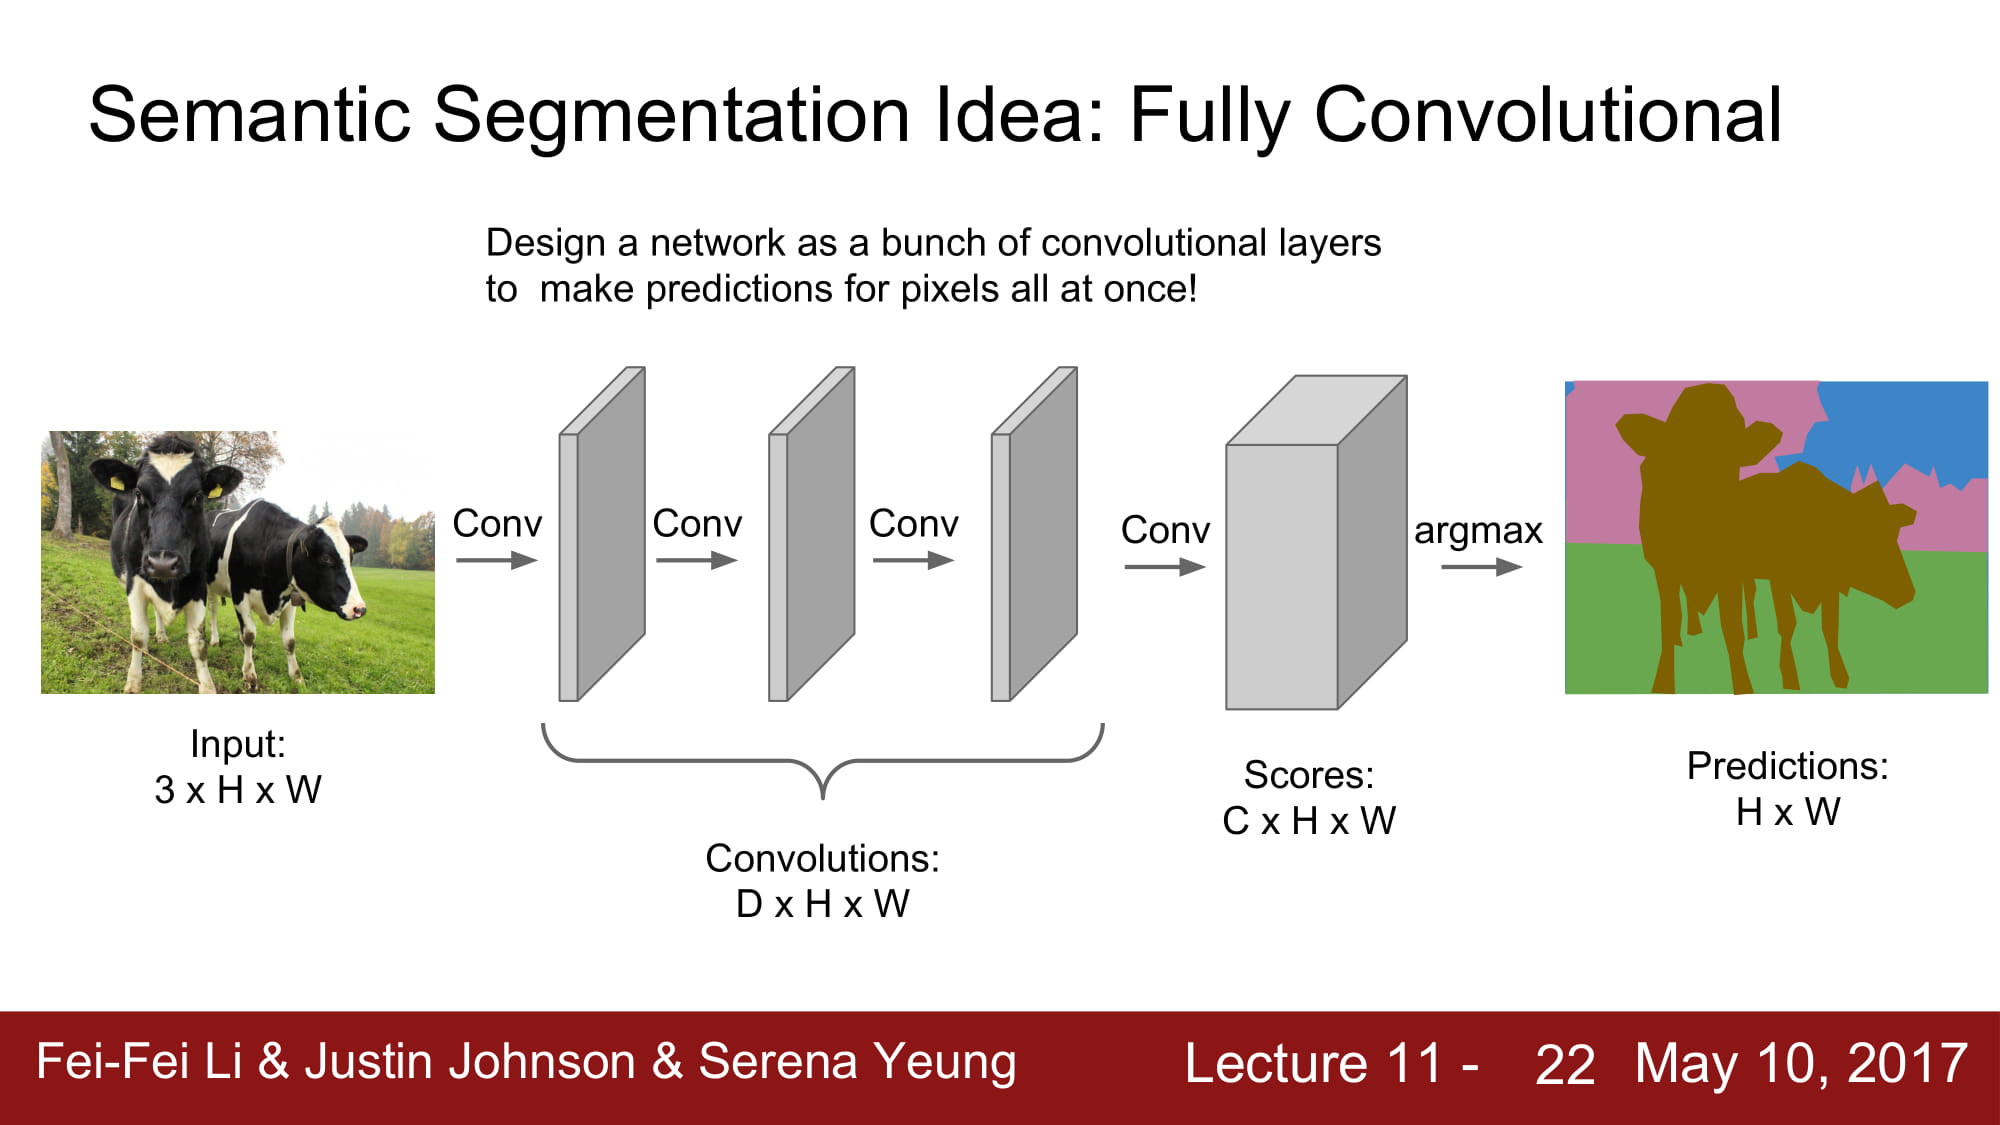 Semantic Segmentation Idea: Fully Convolutional
Design a network as a bunch of convolutional layers
to  make predictions for pixels all at once!
Conv
Conv
Conv
Conv
argmax
Input:
3 x H x W
Convolutions:
D x H x W
Scores:
C x H x W
Predictions:
H x W
Fei-Fei Li & Justin Johnson & Serena Yeung
Lecture 11 - 22 May 10, 2017